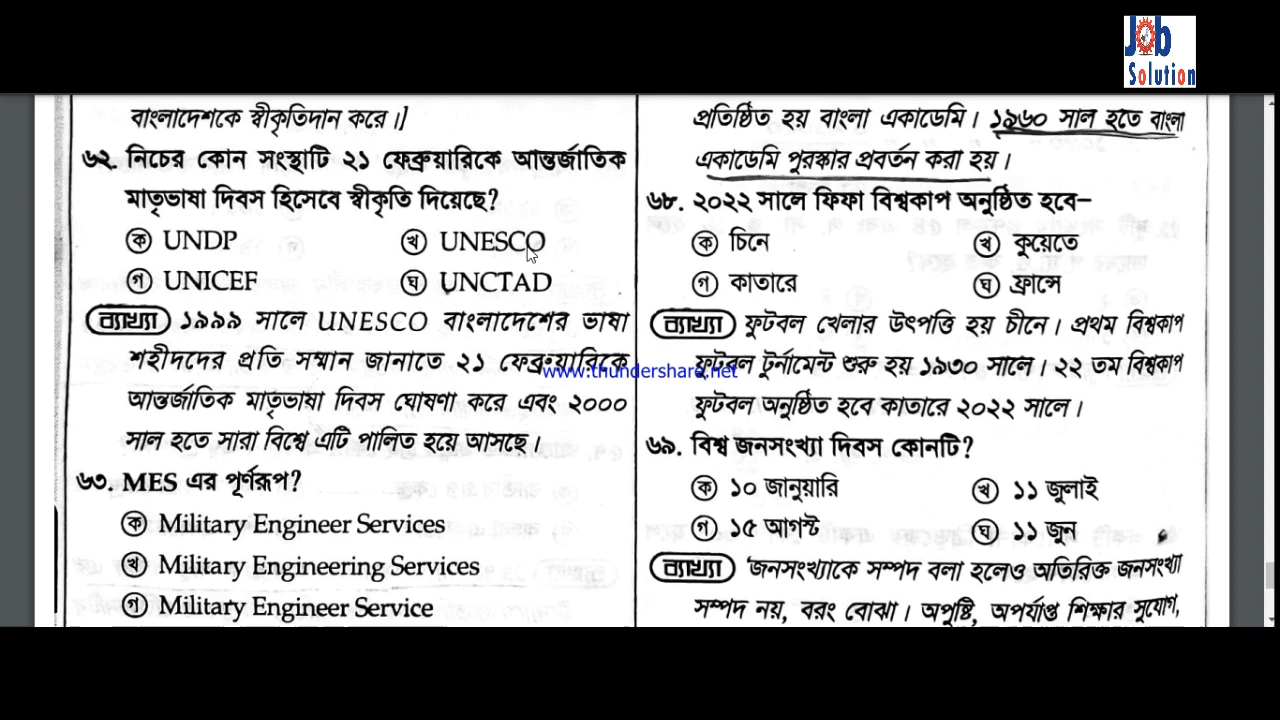 Job
Solution
বাংলাদেশকে স্বীকৃতিদান করে।]
৬২. নিচের কোন সংস্থাটি ২১ ফেব্রুয়ারিকে আন্তর্জাতিক
মাতৃভাষা দিবস হিসেবে স্বীকৃতি দিয়েছে?
ক UNDP
খ UNESCO
গ UNICEF
ঘ UNCTAD
ব্যাখ্যা ১৯৯৯ সালে UNESCO বাংলাদেশের ভাষা
শহীদদের প্রতি সম্মান জানাতে ২১ ফেব্রুয়ারিকে
আন্তর্জাতিক মাতৃভাষা দিবস ঘোষণা করে এবং ২০০০
সাল হতে সারা বিশ্বে এটি পালিত হয়ে আসছে।
৬৩. MES এর পূর্ণরূপ?
ক Military Engineer Services
খ Military Engineering Services
গ Military Engineer Service
প্রতিষ্ঠিত হয় বাংলা একাডেমি। ১৯৬০ সাল হতে বাংলা
একাডেমি পুরস্কার প্রবর্তন করা হয়।
৬৮. ২০২২ সালে ফিফা বিশ্বকাপ অনুষ্ঠিত হবে–
ক চিনে
খ কুয়েতে
গ কাতারে
ঘ ফ্রান্সে
ব্যাখ্যা ফুটবল খেলার উৎপত্তি হয় চীনে। প্রথম বিশ্বকাপ
ফুটবল টুর্নামেন্ট শুরু হয় ১৯৩০ সালে। ২২ তম বিশ্বকাপ
ফুটবল অনুষ্ঠিত হবে কাতারে ২০২২ সালে।
৬৯. বিশ্ব জনসংখ্যা দিবস কোনটি?
ক ১০ জানুয়ারি
খ ১১ জুলাই
গ ১৫ আগস্ট
ঘ ১১ জুন
ব্যাখ্যা 'জনসংখ্যাকে সম্পদ বলা হলেও অতিরিক্ত জনসংখ্যা
সম্পদ নয়, বরং বোঝা। অপুষ্টি, অপর্যাপ্ত শিক্ষার সুযোগ,
www.thundershare.net